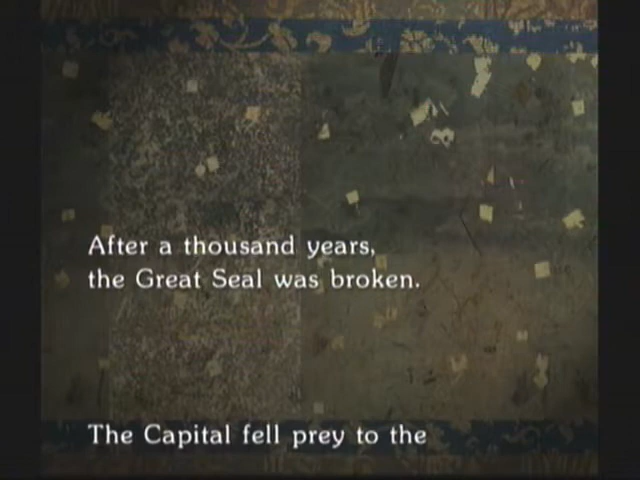 After a thousand years,
the Great Seal was broken.
The Capital fell prey to the